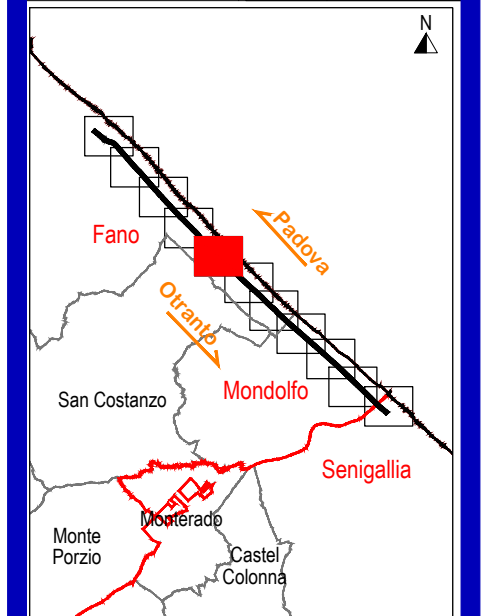 N
Padova
Fano
Otranto
Mondolfo
San Costanzo
Senigallia
Monterado
Monte
Porzio
Castel
Colonna